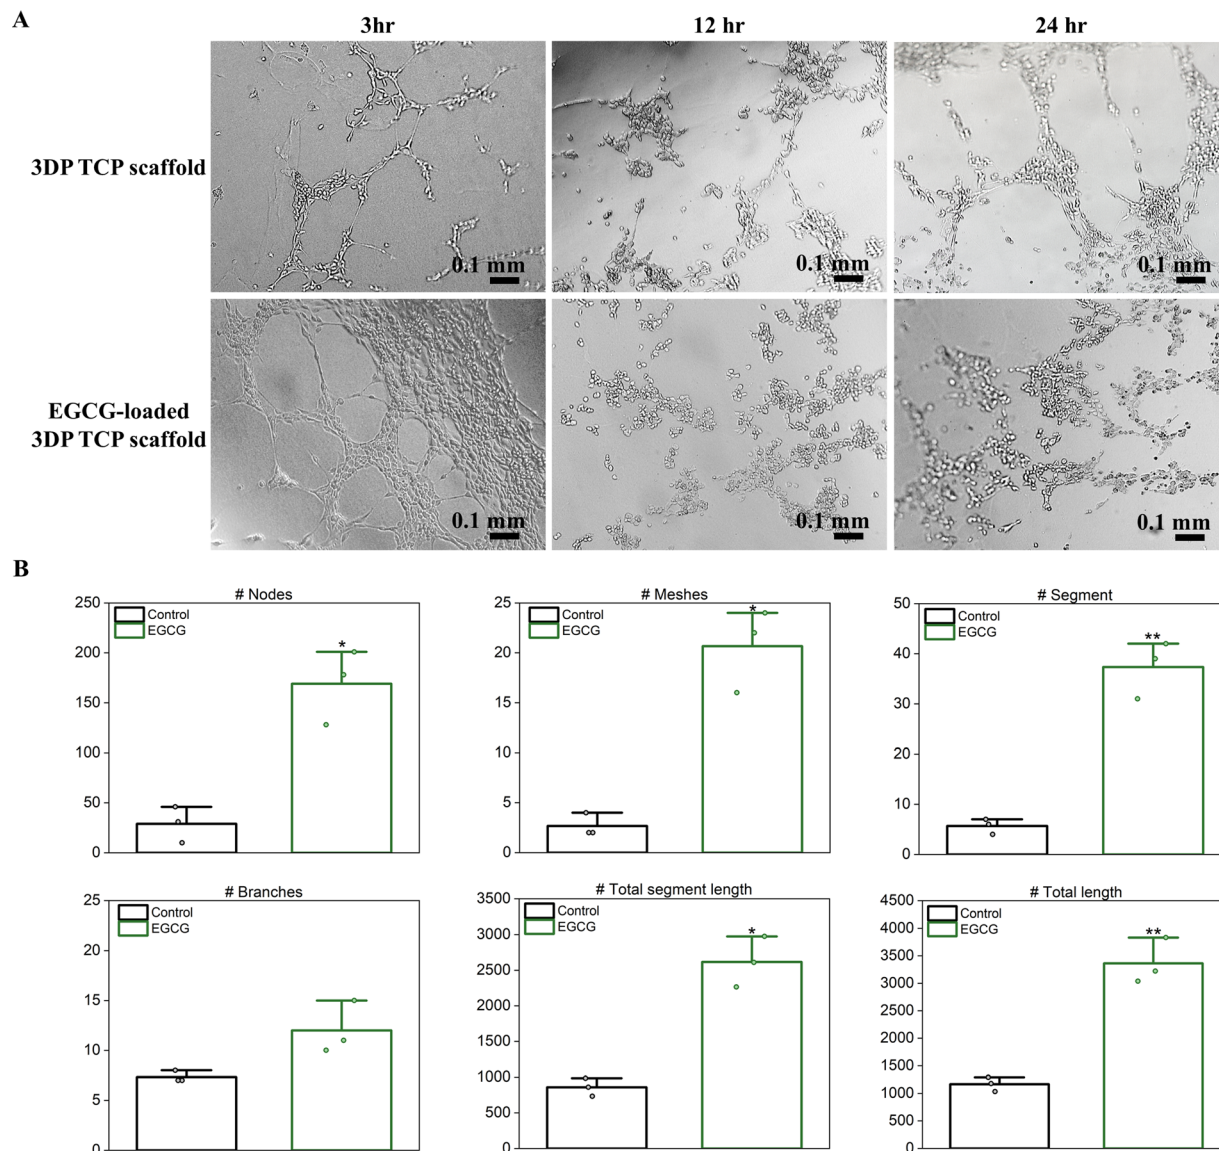 A
3hr
12 hr
24 hr
3DP TCP scaffold
0.1 mm
0.1 mm
0.1 mm
EGCG-loaded
3DP TCP scaffold
0.1 mm
0.1 mm
0.1 mm
B
# Nodes
250
200
150
100
50
0
Control
EGCG
*
# Meshes
25
20
15
10
5
0
Control
EGCG
*
# Segment
50
40
30
20
10
0
Control
EGCG
**
# Branches
25
20
15
10
5
0
Control
EGCG
# Total segment length
3500
3000
2500
2000
1500
1000
500
0
Control
EGCG
*
# Total length
4500
4000
3500
3000
2500
2000
1500
1000
500
0
Control
EGCG
**